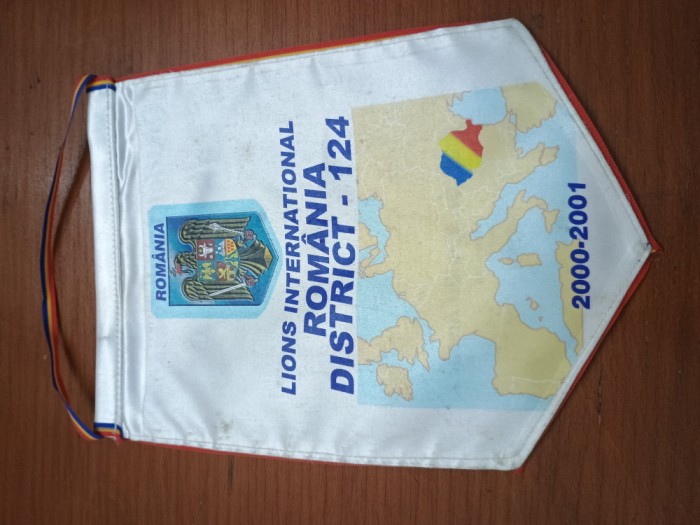 ROMÂNIA
LIONS INTERNATIONAL
ROMÂNIA
DISTRICT - 124
2000-2001